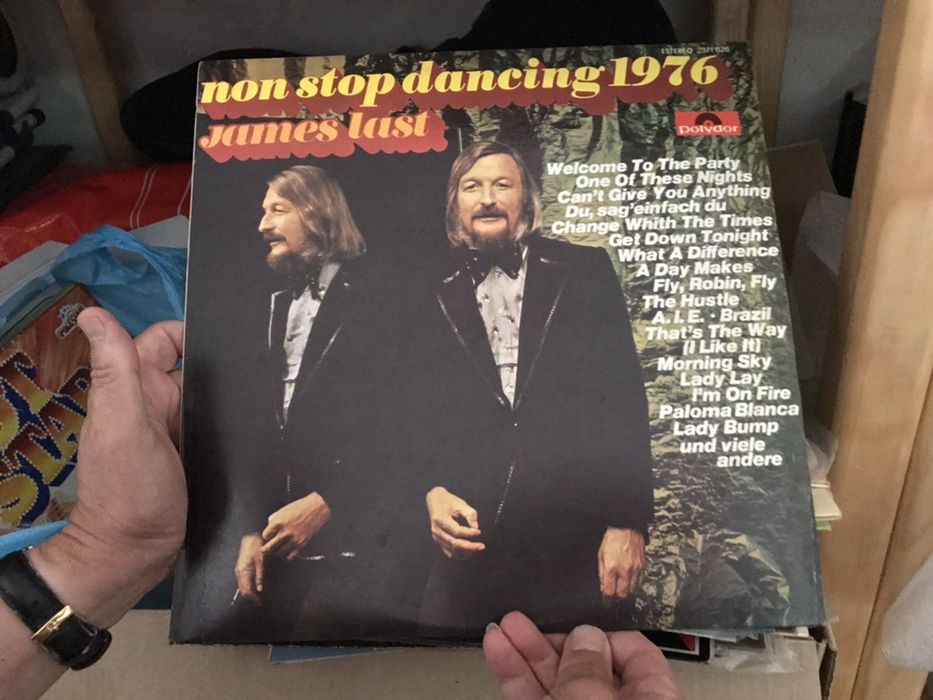 ESTEREO 2371 626
non stop dancing 1976
James last
polydor
Welcome To The Party
One Of These Nights
Can't Give You Anything
Du, sag'einfach du
Change Whith The Times
Get Down Tonight
What A Difference
A Day Makes
Fly, Robin, Fly
The Hustle
A. I. E. · Brazil
That's The Way
(I Like It)
Morning Sky
Lady Lay
I'm On Fire
Paloma Blanca
Lady Bump
und viele
andere